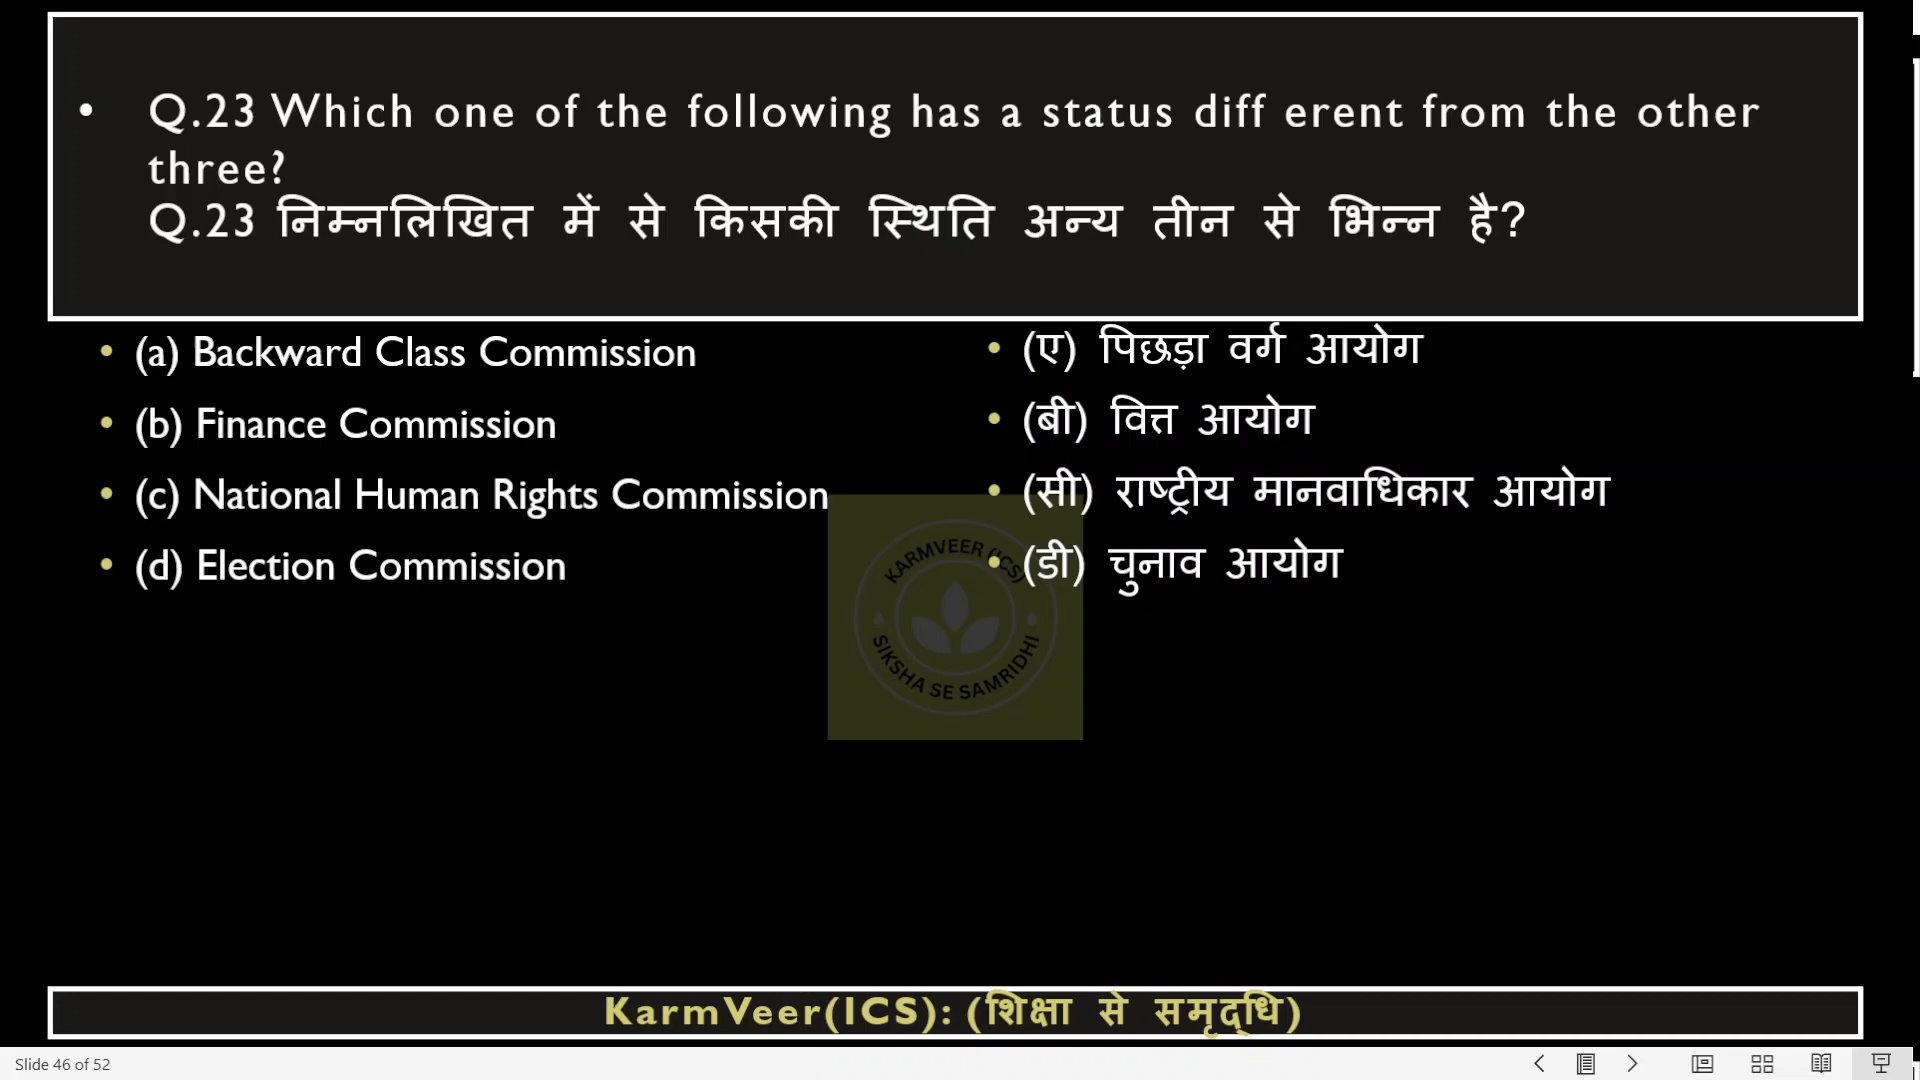 • Q.23 Which one of the following has a status diff erent from the other
three?
Q.23 निम्नलिखित में से किसकी स्थिति अन्य तीन से भिन्न है?
• (a) Backward Class Commission
• (b) Finance Commission
• (c) National Human Rights Commission
• (d) Election Commission
• (ए) पिछड़ा वर्ग आयोग
• (बी) वित्त आयोग
• (सी) राष्ट्रीय मानवाधिकार आयोग
• (डी) चुनाव आयोग
KARMVEER (ICS)
SIKSHA SE SAMRIDHI
KarmVeer(ICS): (शिक्षा से समृद्धि)
Slide 46 of 52